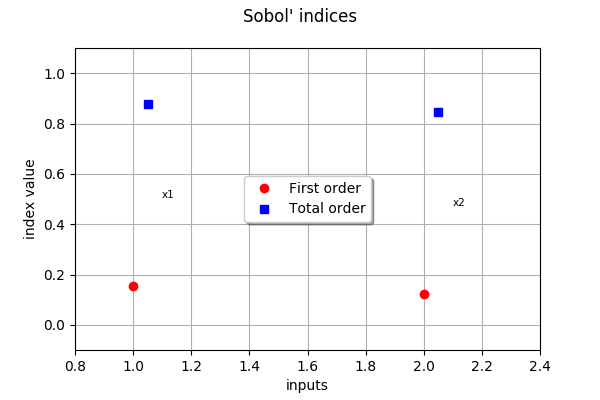 Sobol' indices
1.0
0.8
0.6
0.4
0.2
0.0
index value
x1
x2
First order
Total order
0.8 1.0 1.2 1.4 1.6 1.8 2.0 2.2 2.4
inputs